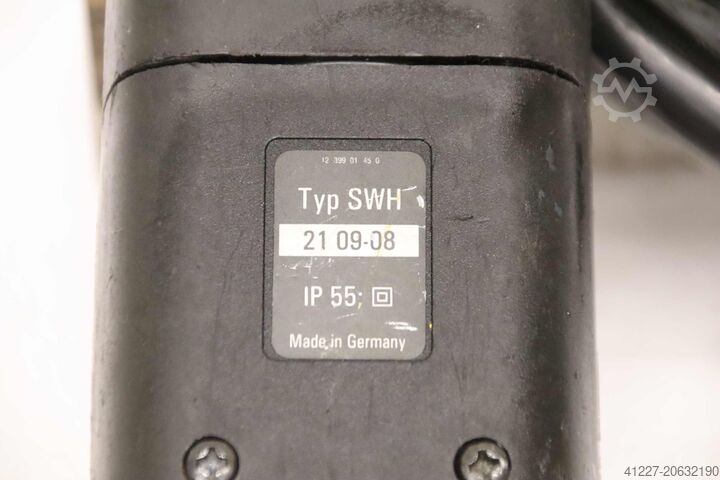 12 399 01 45 0
Typ SWH
21 09-08
IP 55;
Made in Germany
41227-20632190